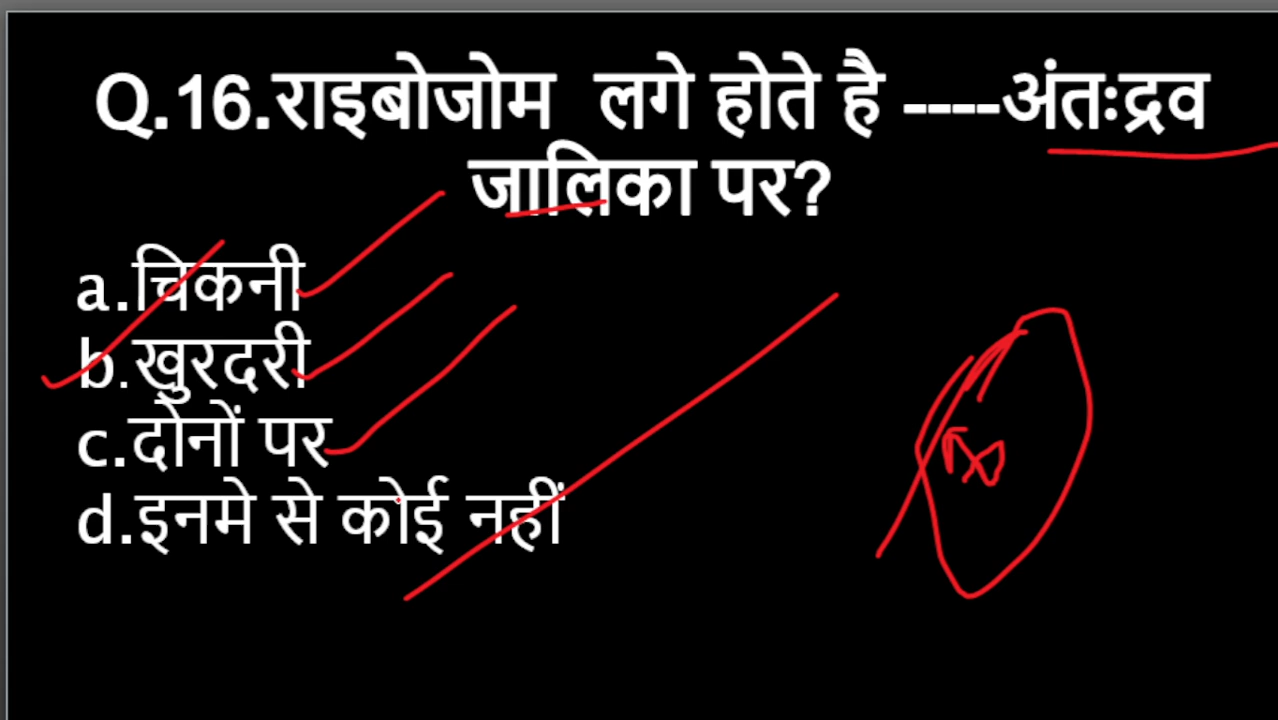 Q.16.राइबोजोम लगे होते है ----अंतःद्रव
जालिका पर?
a.चिकनी
b.खुरदरी
c.दोनों पर
d.इनमे से कोई नहीं